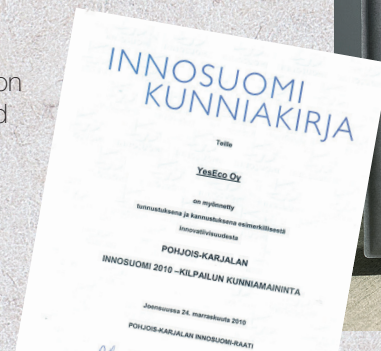 on
d
INNOSUOMI
KUNNIAKIRJA
Teille
YesEco Oy
on myönnetty
tunnustuksena ja kannustuksena esimerkillisestä
innovatiivisuudesta
POHJOIS-KARJALAN
INNOSUOMI 2010 –KILPAILUN KUNNIAMAININTA
Joensuussa 24. marraskuuta 2010
POHJOIS-KARJALAN INNOSUOMI-RAATI